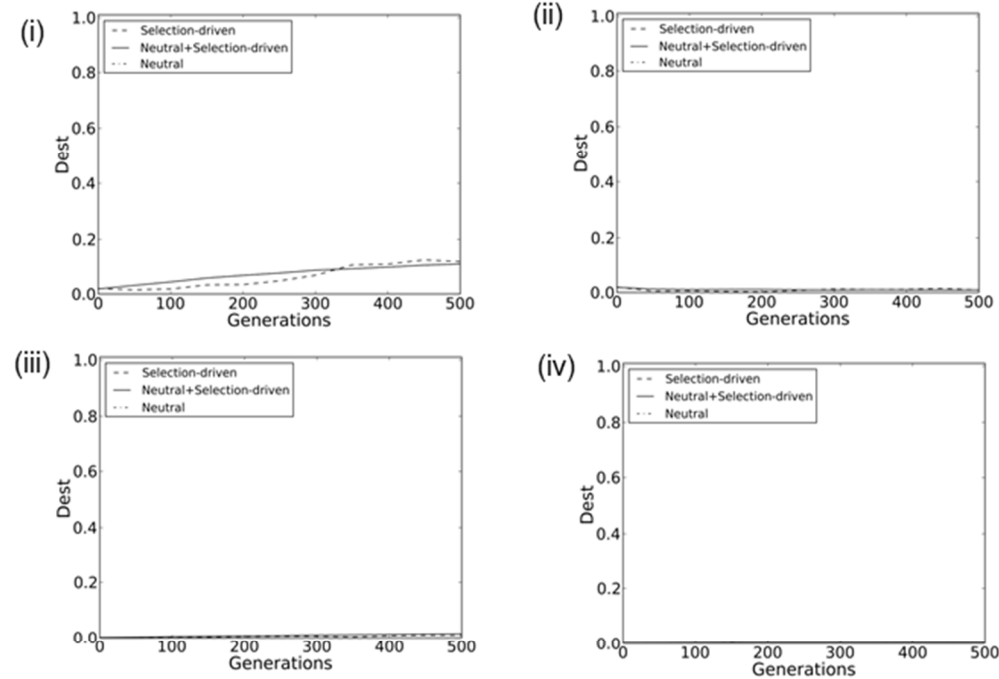 (i)
1.0
Selection-driven
Neutral+Selection-driven
Neutral
0.8
0.6
Dest
0.4
0.2
0.0
0 100 200 300 400 500
Generations
(ii)
1.0
Selection-driven
Neutral+Selection-driven
Neutral
0.8
0.6
Dest
0.4
0.2
0.0
0 100 200 300 400 500
Generations
(iii)
1.0
Selection-driven
Neutral+Selection-driven
Neutral
0.8
0.6
Dest
0.4
0.2
0.0
0 100 200 300 400 500
Generations
(iv)
1.0
Selection-driven
Neutral+Selection-driven
Neutral
0.8
0.6
Dest
0.4
0.2
0.0
0 100 200 300 400 500
Generations